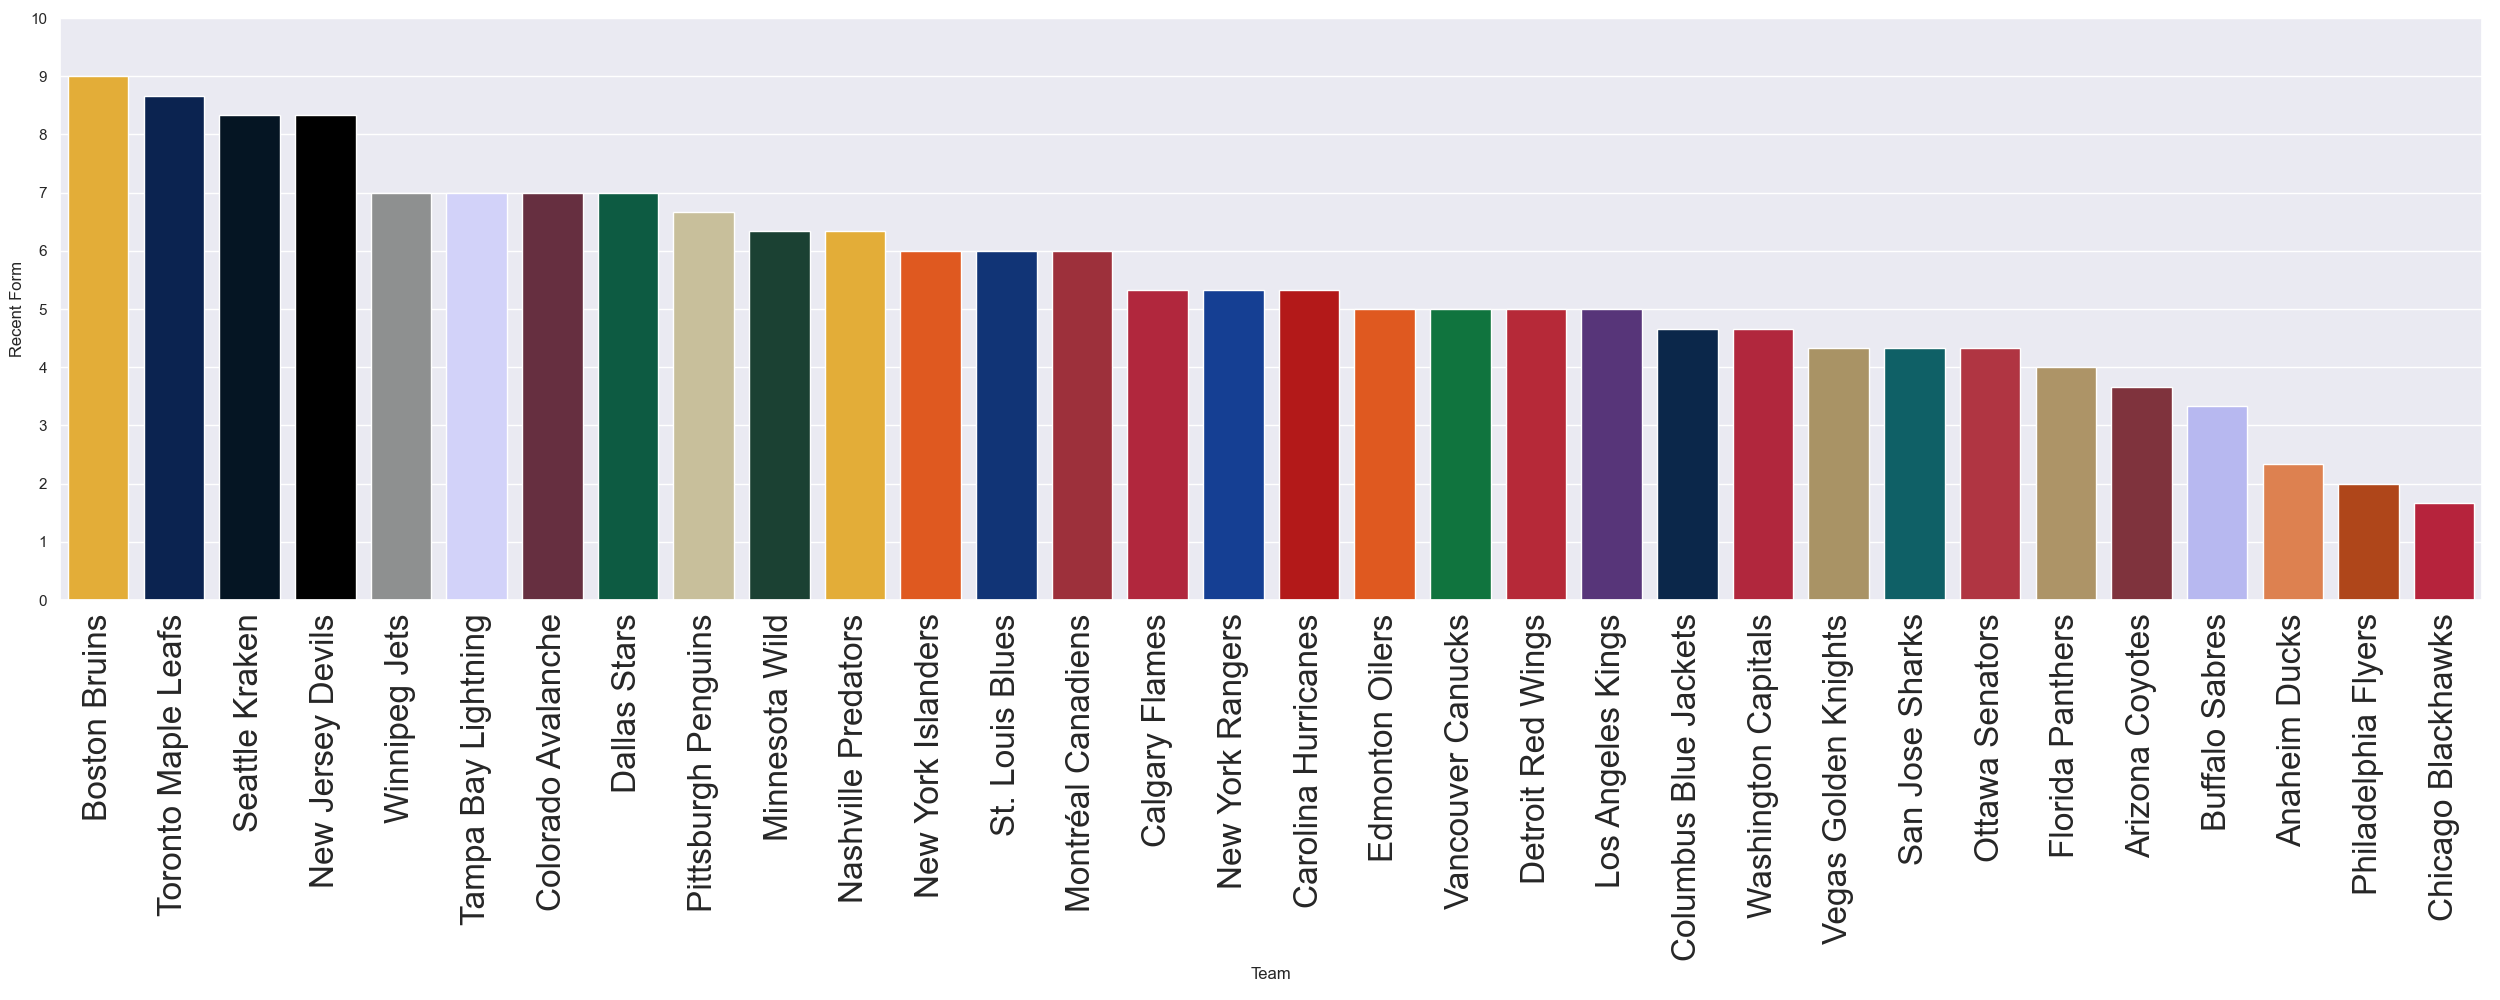 10
9
8
7
6
5
4
3
2
1
0
Recent Form
Boston Bruins
Toronto Maple Leafs
Seattle Kraken
New Jersey Devils
Winnipeg Jets
Tampa Bay Lightning
Colorado Avalanche
Dallas Stars
Pittsburgh Penguins
Minnesota Wild
Nashville Predators
New York Islanders
St. Louis Blues
Montréal Canadiens
Calgary Flames
New York Rangers
Carolina Hurricanes
Edmonton Oilers
Vancouver Canucks
Detroit Red Wings
Los Angeles Kings
Columbus Blue Jackets
Washington Capitals
Vegas Golden Knights
San Jose Sharks
Ottawa Senators
Florida Panthers
Arizona Coyotes
Buffalo Sabres
Anaheim Ducks
Philadelphia Flyers
Chicago Blackhawks
Team